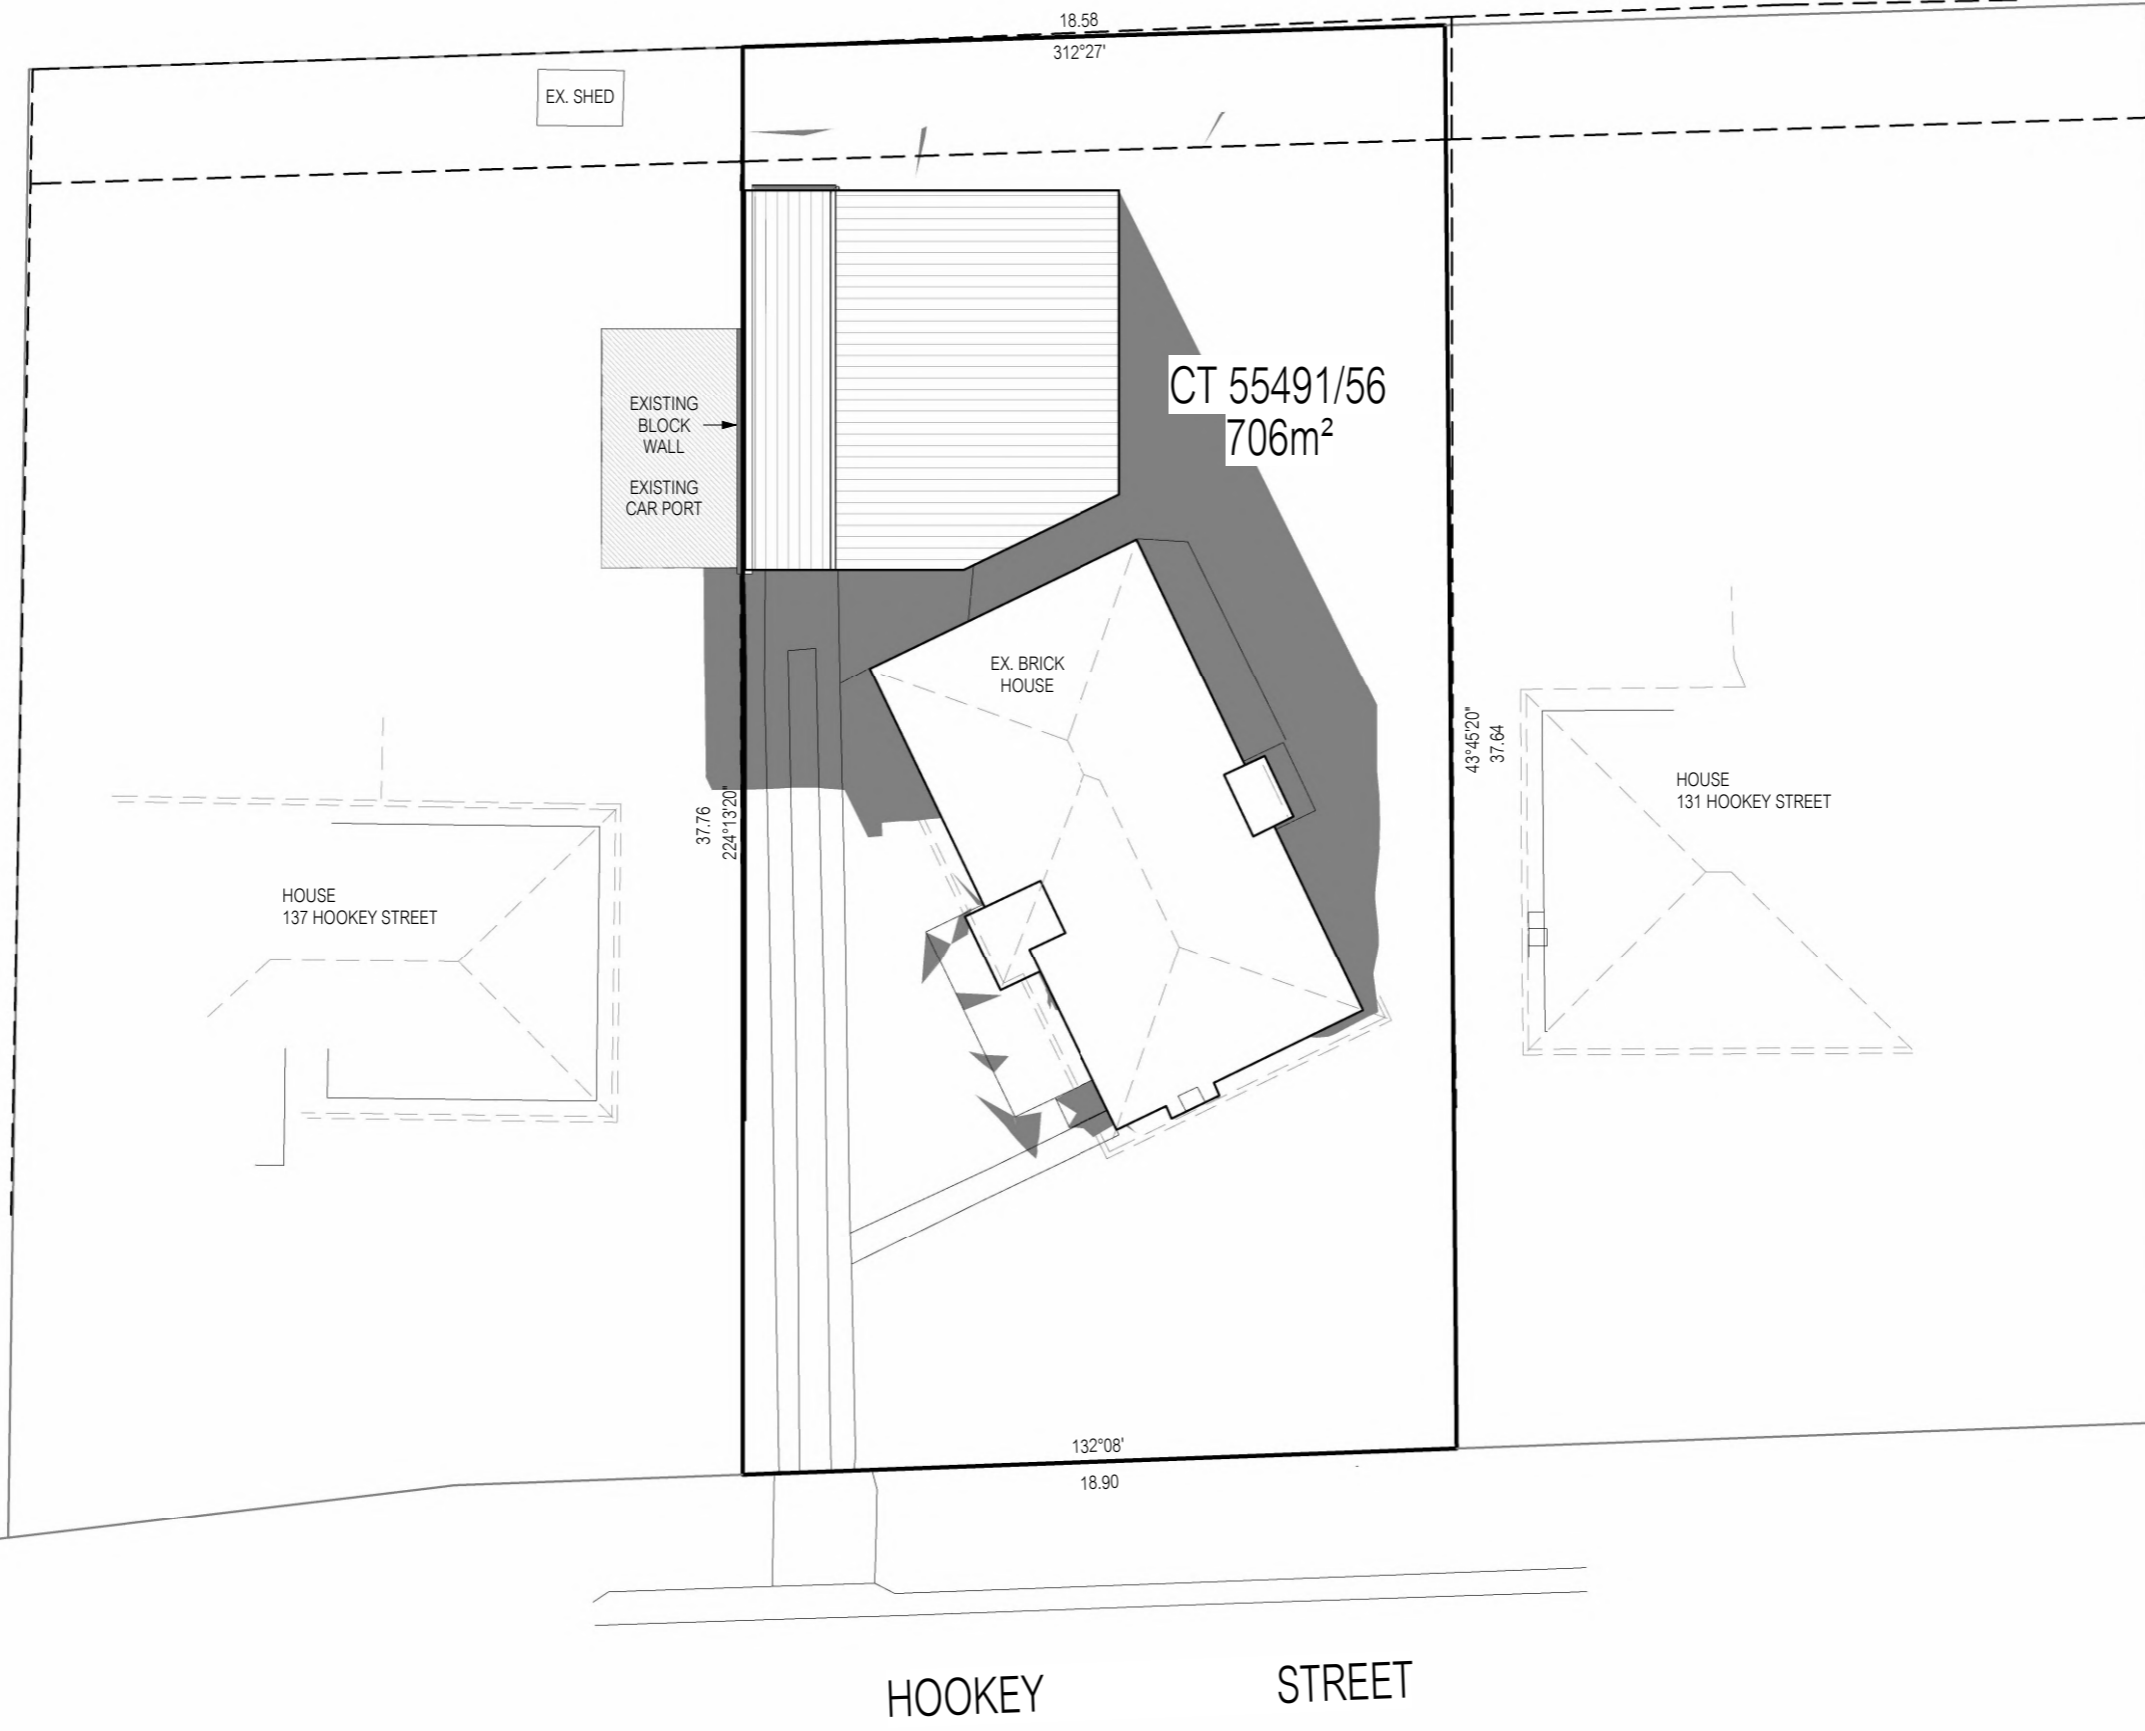 18.58
312°27'
EX. SHED
CT 55491/56
706m²
EXISTING
BLOCK
WALL
EXISTING
CAR PORT
EX. BRICK
HOUSE
43°45'20"
37.64
HOUSE
131 HOOKEY STREET
37.76
224°13'20"
HOUSE
137 HOOKEY STREET
132°08'
18.90
HOOKEY STREET